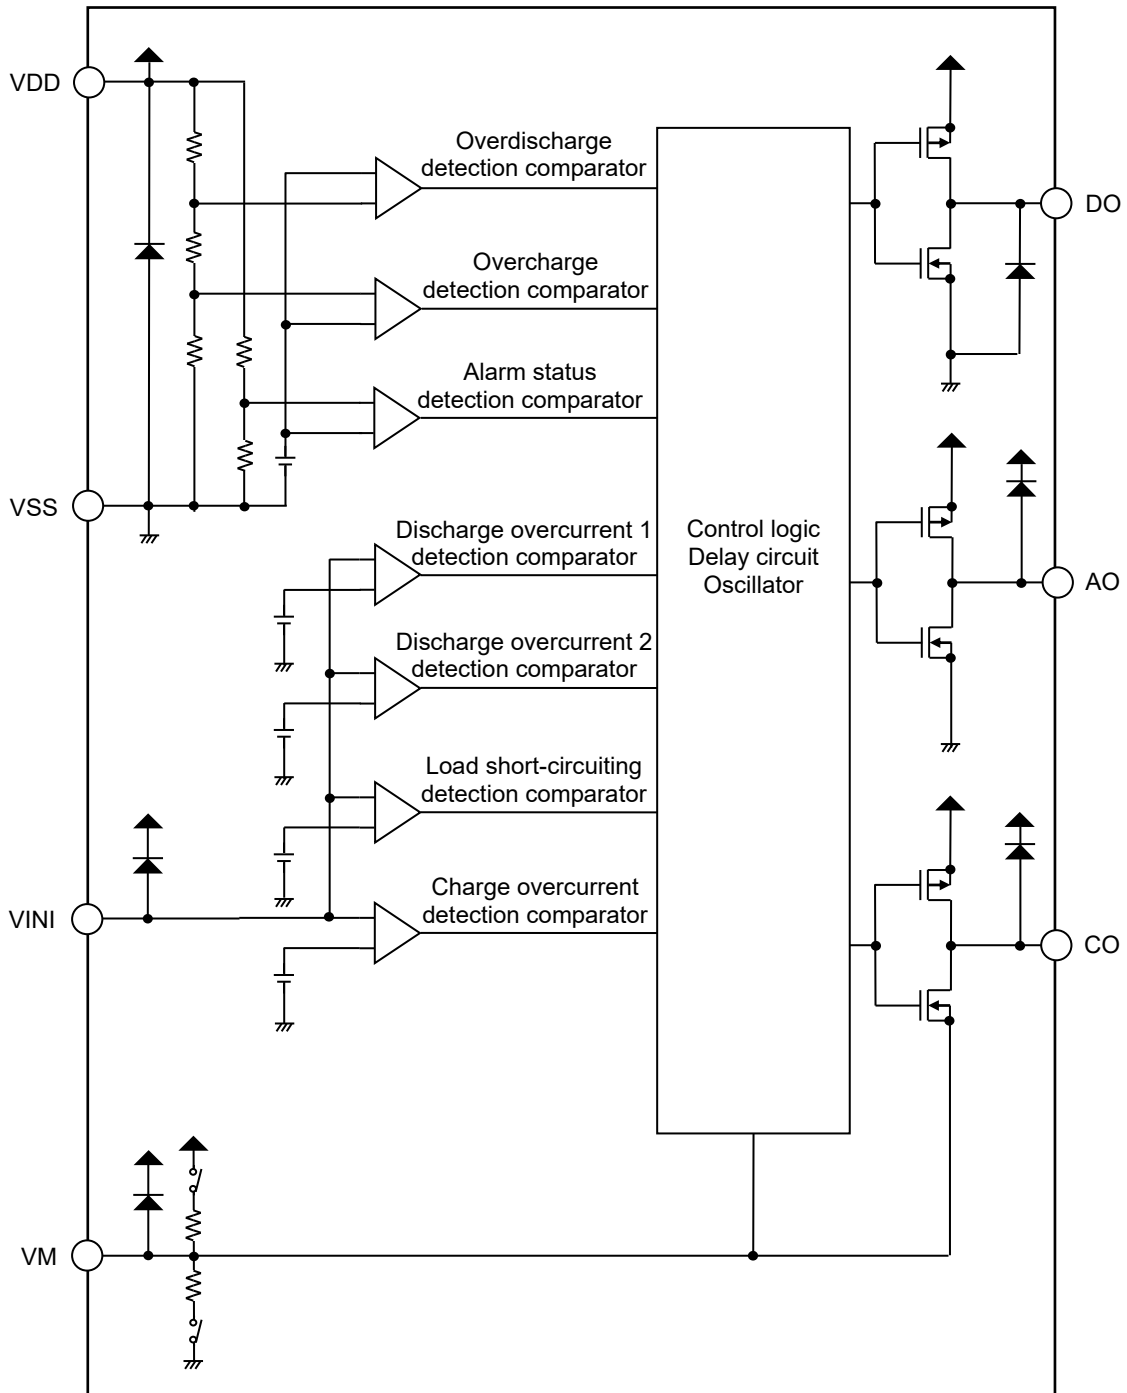 VDD
Overdischarge
detection comparator
DO
Overcharge
detection comparator
Alarm status
detection comparator
VSS
Discharge overcurrent 1
detection comparator
Control logic
Delay circuit
Oscillator
AO
Discharge overcurrent 2
detection comparator
Load short-circuiting
detection comparator
VINI
Charge overcurrent
detection comparator
CO
VM